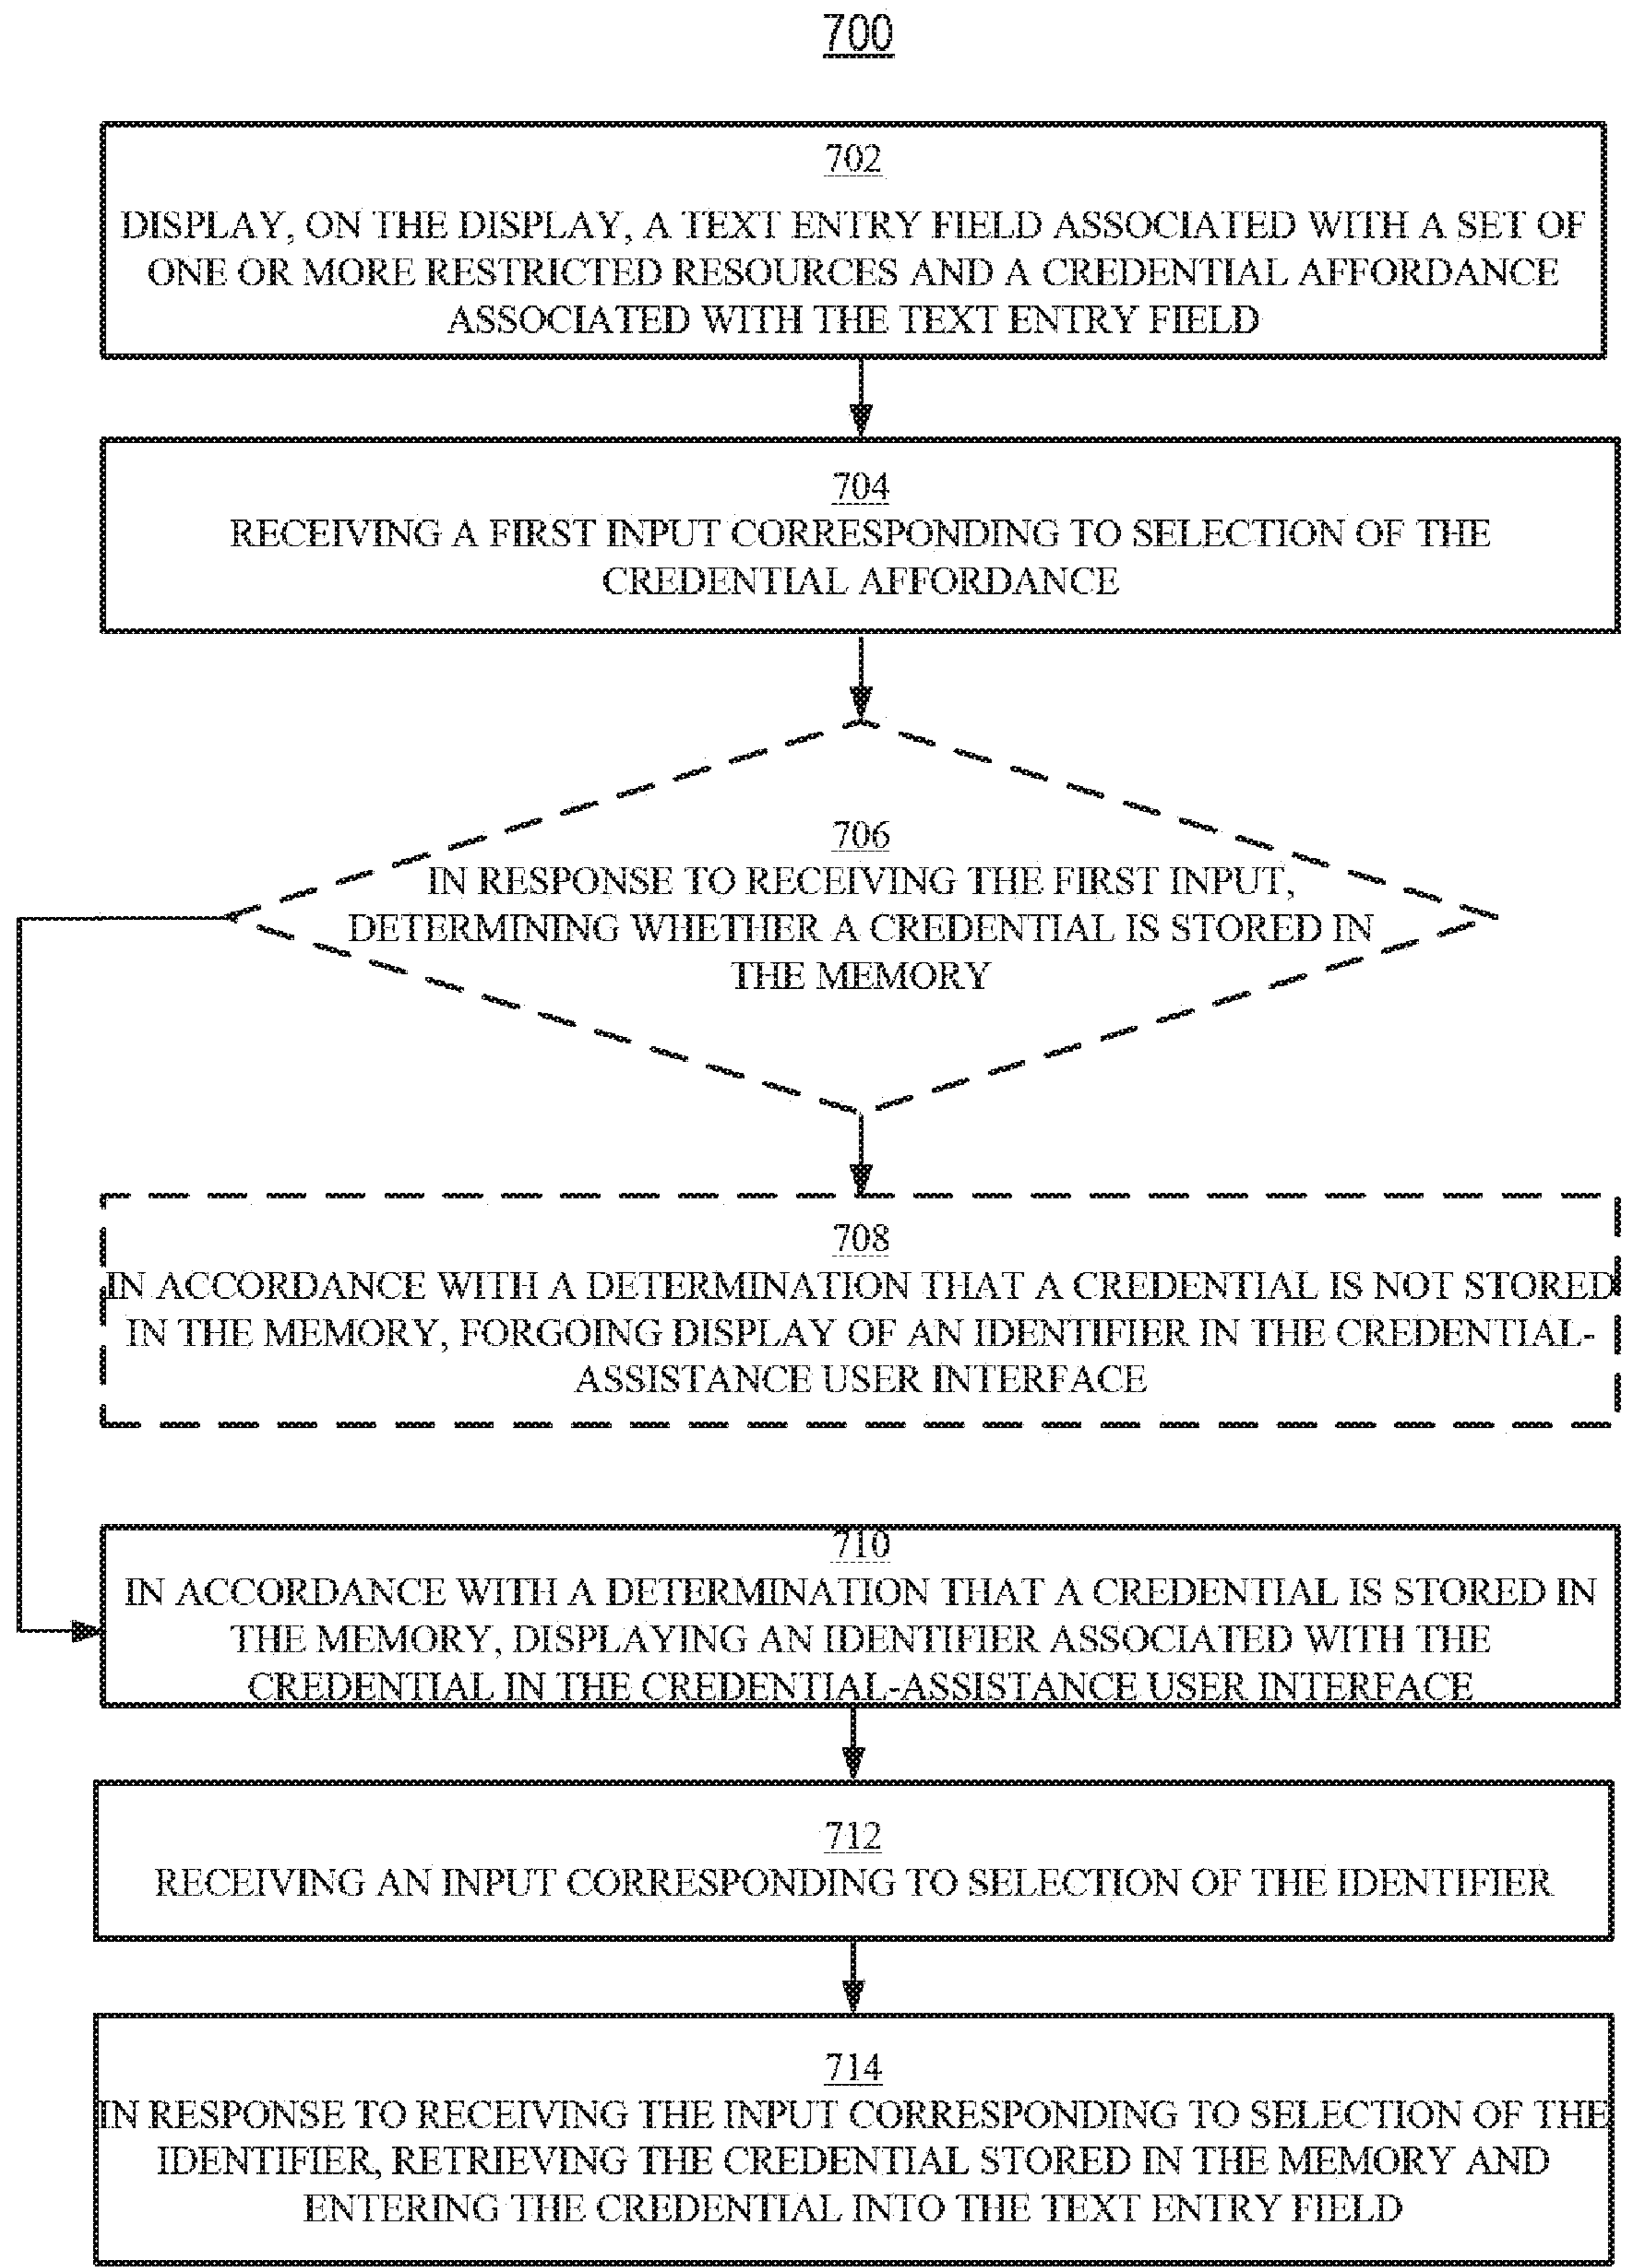 700
702
DISPLAY, ON THE DISPLAY, A TEXT ENTRY FIELD ASSOCIATED WITH A SET OF
ONE OR MORE RESTRICTED RESOURCES AND A CREDENTIAL AFFORDANCE
ASSOCIATED WITH THE TEXT ENTRY FIELD
704
RECEIVING A FIRST INPUT CORRESPONDING TO SELECTION OF THE
CREDENTIAL AFFORDANCE
706
IN RESPONSE TO RECEIVING THE FIRST INPUT,
DETERMINING WHETHER A CREDENTIAL IS STORED IN
THE MEMORY
708
IN ACCORDANCE WITH A DETERMINATION THAT A CREDENTIAL IS NOT STORED
IN THE MEMORY, FORGOING DISPLAY OF AN IDENTIFIER IN THE CREDENTIAL-
ASSISTANCE USER INTERFACE
710
IN ACCORDANCE WITH A DETERMINATION THAT A CREDENTIAL IS STORED IN
THE MEMORY, DISPLAYING AN IDENTIFIER ASSOCIATED WITH THE
CREDENTIAL IN THE CREDENTIAL-ASSISTANCE USER INTERFACE
712
RECEIVING AN INPUT CORRESPONDING TO SELECTION OF THE IDENTIFIER
714
IN RESPONSE TO RECEIVING THE INPUT CORRESPONDING TO SELECTION OF THE
IDENTIFIER, RETRIEVING THE CREDENTIAL STORED IN THE MEMORY AND
ENTERING THE CREDENTIAL INTO THE TEXT ENTRY FIELD